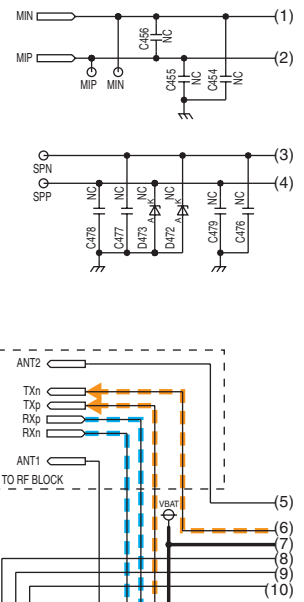 MIN (1)
C456 NC
MIP (2)
MIP MIN
C455 NC C454 NC
SPN (3)
SPP (4)
C478 NC C477 NC D473 NC A K D472 NC A K C479 NC C476 NC
ANT2
TXn
TXp
RXp
RXn
ANT1
TO RF BLOCK
VBAT
(5)
(6)
(7)
(8)
(9)
(10)